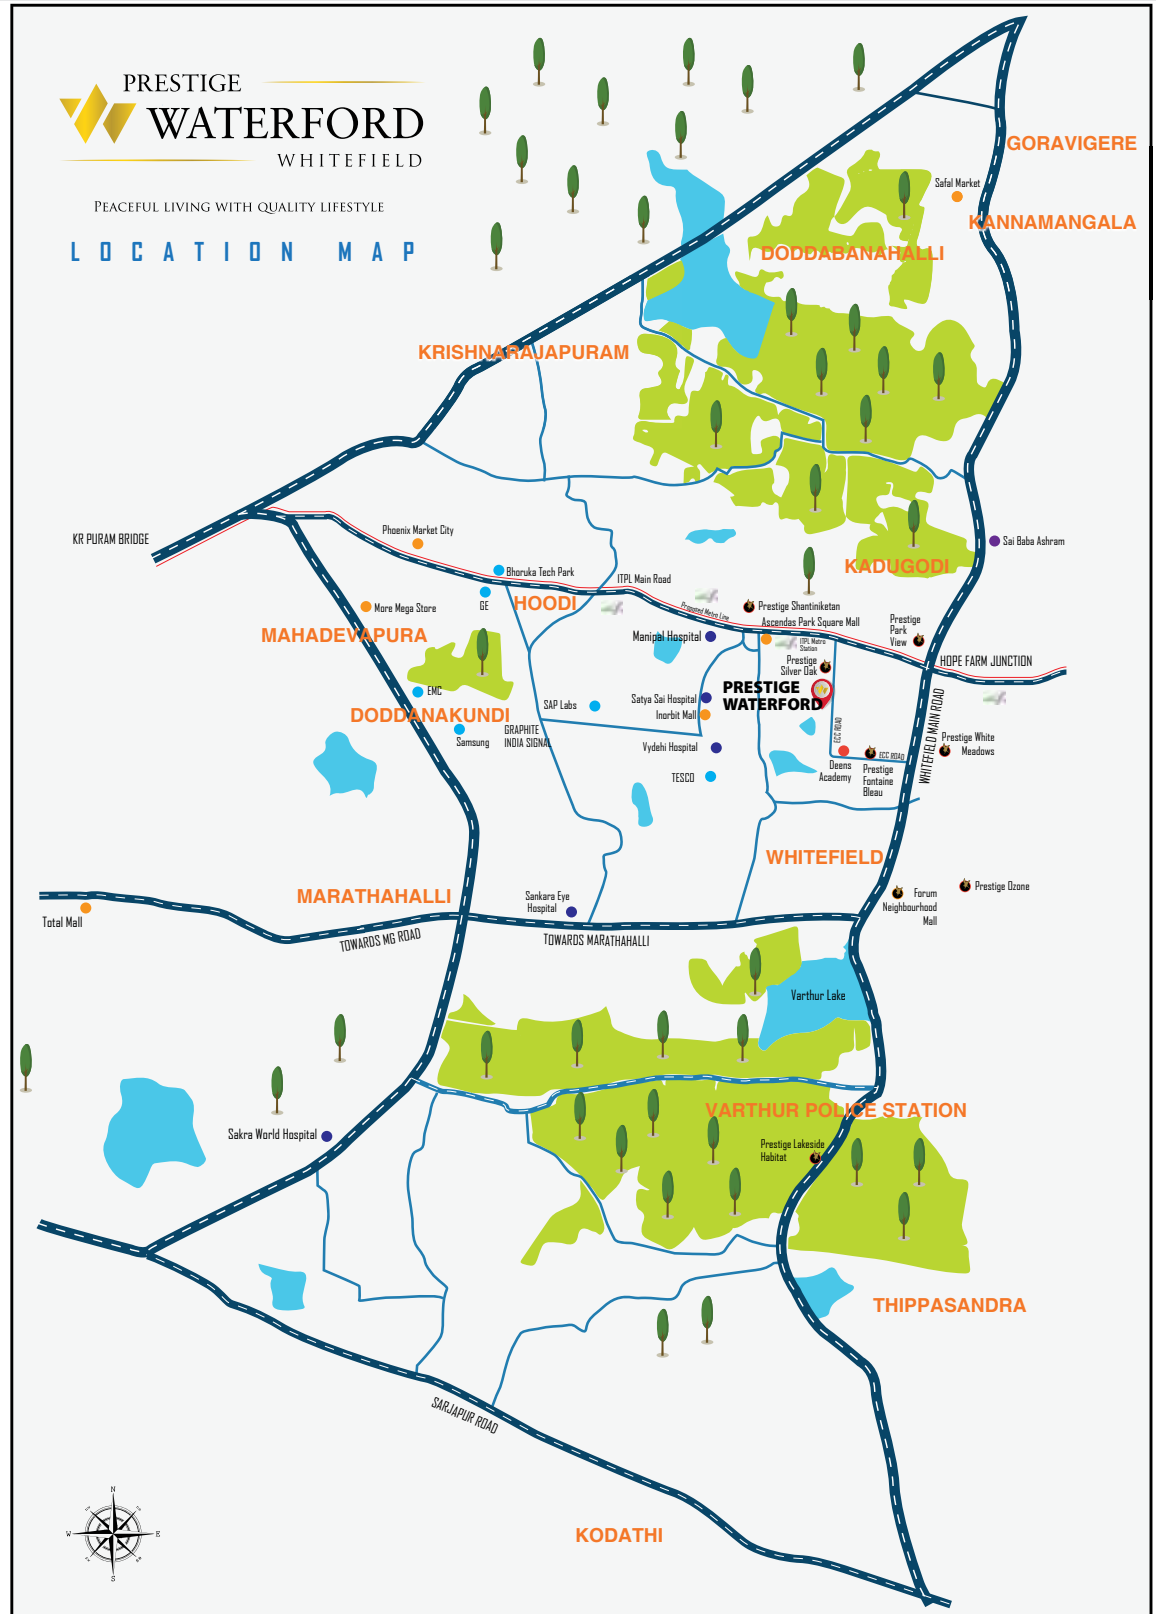 PRESTIGE
WATERFORD
WHITEFIELD
PEACEFUL LIVING WITH QUALITY LIFESTYLE
LOCATION MAP
GORAVIGERE
Safal Market
KANNAMANGALA
DODDABANAHALLI
KRISHNARAJAPURAM
KR PURAM BRIDGE
Phoenix Market City
Sai Baba Ashram
KADUGODI
Bhoruka Tech Park
ITPL Main Road
GE
HOODI
More Mega Store
Proposed Metro Line
Prestige Shantiniketan
Ascendas Park Square Mall
MAHADEVAPURA
Manipal Hospital
ITPL Metro
Station
Prestige
Park
View
Prestige
Silver Oak
HOPE FARM JUNCTION
EMC
PRESTIGE
WATERFORD
Satya Sai Hospital
SAP Labs
Inorbit Mall
DODDANAKUNDI
Samsung
GRAPHITE
INDIA SIGNAL
ECC ROAD
WHITEFIELD MAIN ROAD
Prestige White
Meadows
Vydehi Hospital
ECC ROAD
Deens
Academy
Prestige
Fontaine
Bleau
TESCO
WHITEFIELD
MARATHAHALLI
Sankara Eye
Hospital
Forum
Neighbourhood
Mall
Prestige Ozone
Total Mall
TOWARDS MG ROAD
TOWARDS MARATHAHALLI
Varthur Lake
VARTHUR POLICE STATION
Sakra World Hospital
Prestige Lakeside
Habitat
THIPPASANDRA
SARJAPUR ROAD
KODATHI
N
W
E
S